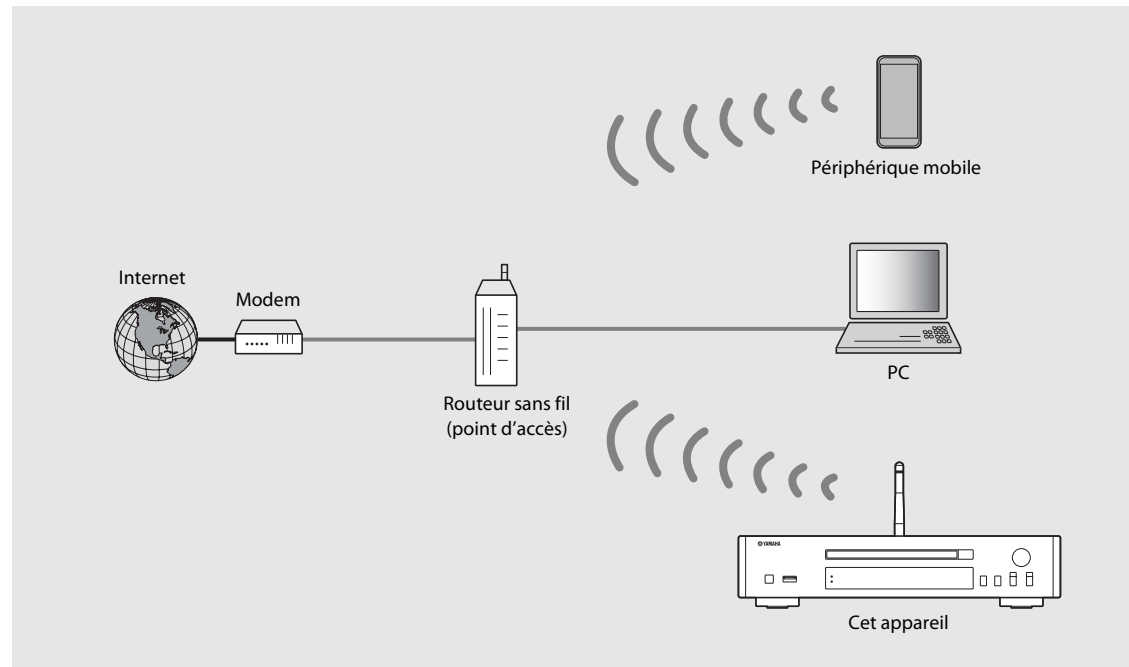 Périphérique mobile
Internet
Modem
Routeur sans fil
(point d’accès)
PC
YAMAHA
Cet appareil